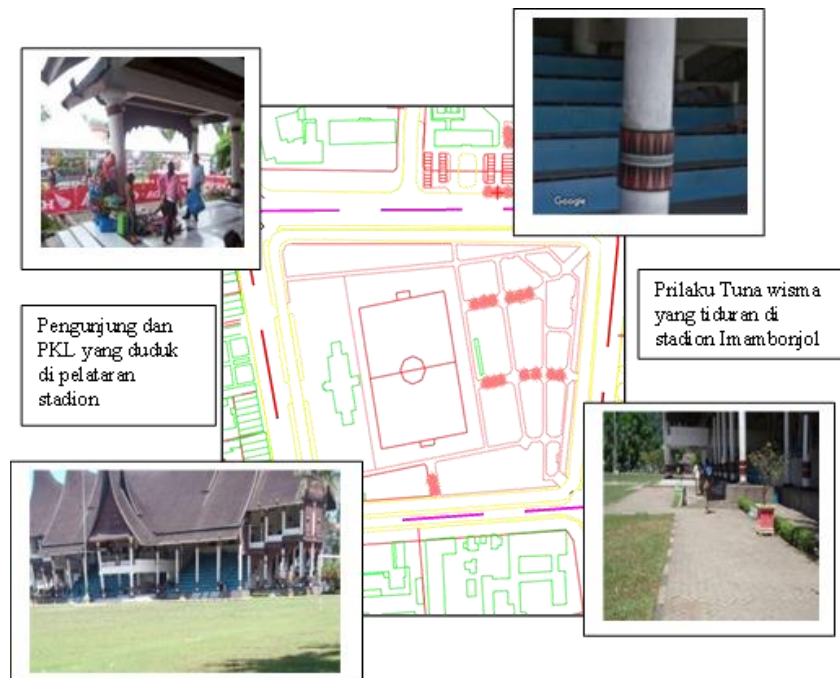 Pengunjung dan
PKL yang duduk
di pelataran
stadion
Prilaku Tuna wisma
yang tiduran di
stadion Imambonjol
Google